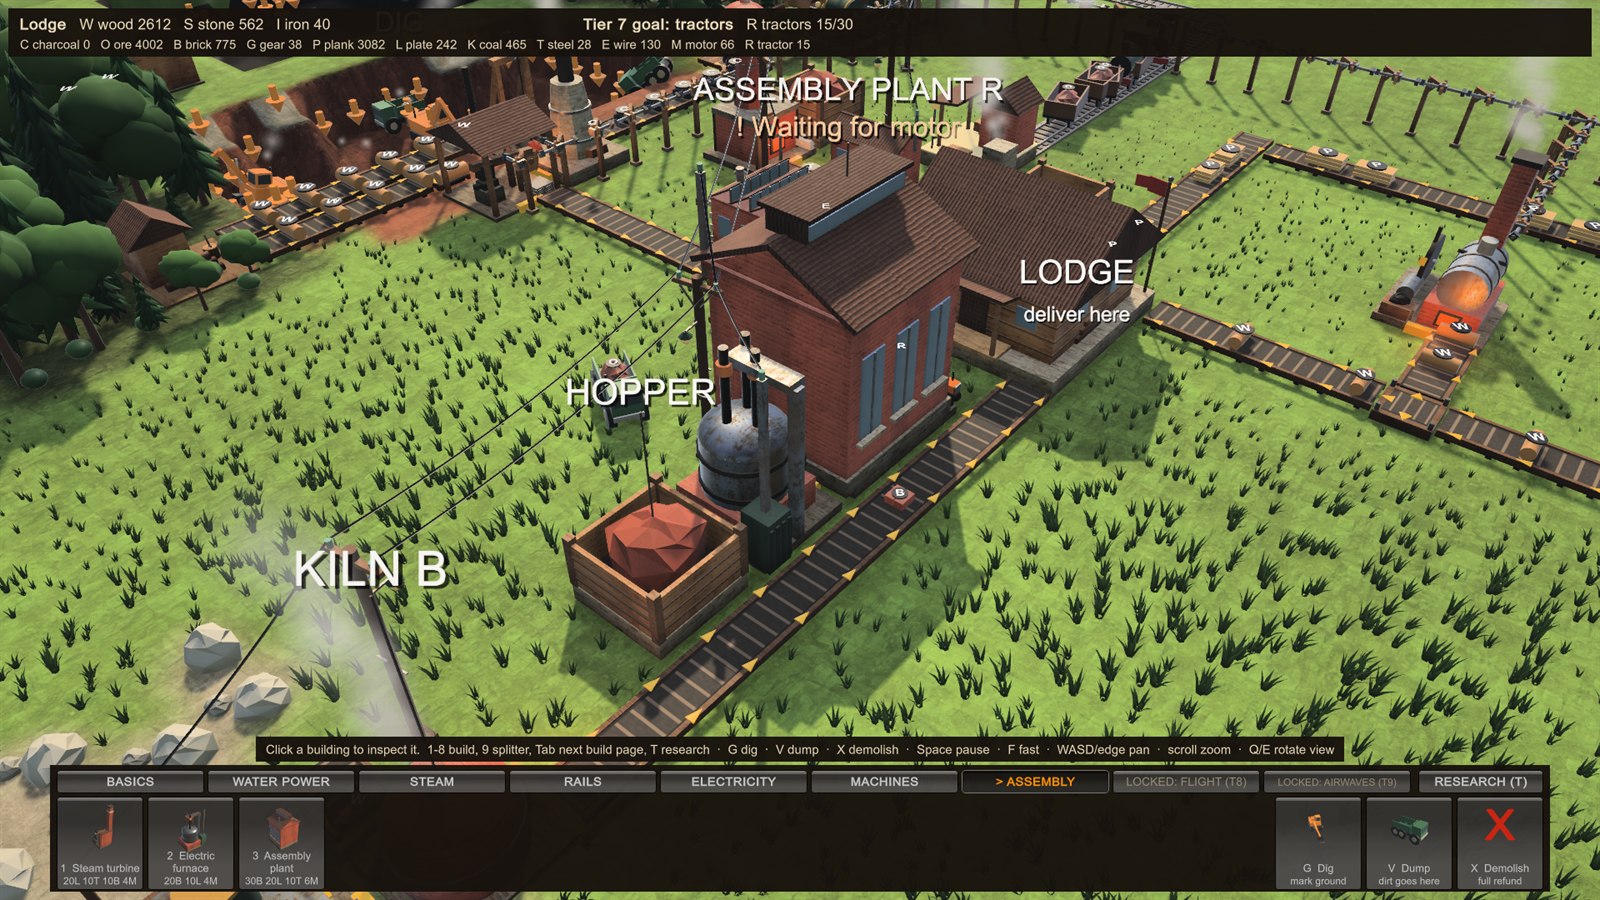 Lodge W wood 2612 S stone 562 I iron 40
Tier 7 goal: tractors R tractors 15/30
C charcoal 0 O ore 4002 B brick 775 G gear 38 P plank 3082 L plate 242 K coal 465 T steel 28 E wire 130 M motor 66 R tractor 15
DIG
ASSEMBLY PLANT R
! Waiting for motor
LODGE
deliver here
HOPPER
KILN B
Click a building to inspect it. 1-8 build, 9 splitter, Tab next build page, T research · G dig · V dump · X demolish · Space pause · F fast · WASD/edge pan · scroll zoom · Q/E rotate view
BASICS
WATER POWER
STEAM
RAILS
ELECTRICITY
MACHINES
> ASSEMBLY
LOCKED: FLIGHT (T8)
LOCKED: AIRWAVES (T9)
RESEARCH (T)
1 Steam turbine
20L 10T 10B 4M
2 Electric
furnace
20B 10L 4M
3 Assembly
plant
30B 20L 10T 6M
G Dig
mark ground
V Dump
dirt goes here
X Demolish
full refund